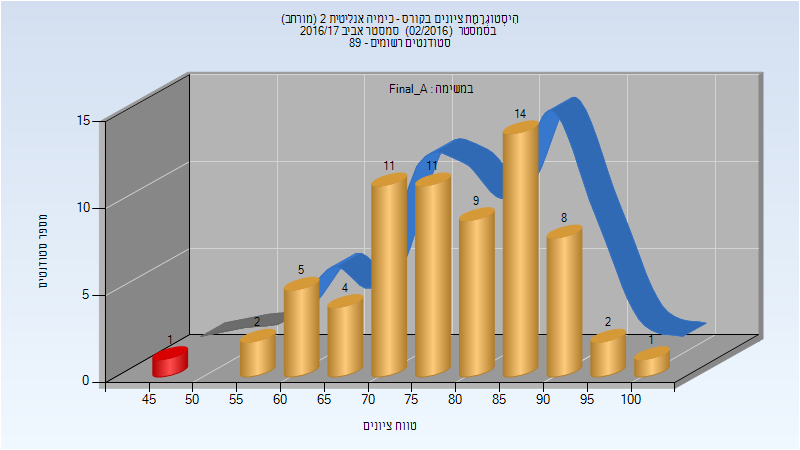 היסטוגרמת ציונים בקורס - כימיה אנליטית 2 (מורחב)
בסמסטר (02/2016) סמסטר אביב 2016/17
סטודנטים רשומים - 89
במשימה : Final_A
מספר סטודנטים
15
10
5
0
1
2
5
4
11
11
9
14
8
2
1
45 50 55 60 65 70 75 80 85 90 95 100
טווח ציונים